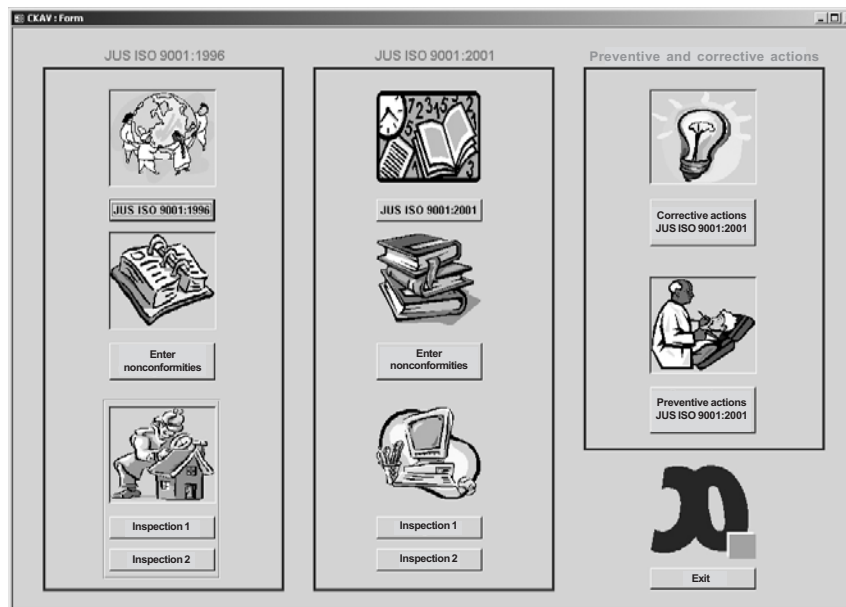 CKAV : Form
JUS ISO 9001:1996
JUS ISO 9001:1996
Enter
nonconformities
Inspection 1
Inspection 2
JUS ISO 9001:2001
JUS ISO 9001:2001
Enter
nonconformities
Inspection 1
Inspection 2
Preventive and corrective actions
Corrective actions
JUS ISO 9001:2001
Preventive actions
JUS ISO 9001:2001
Exit